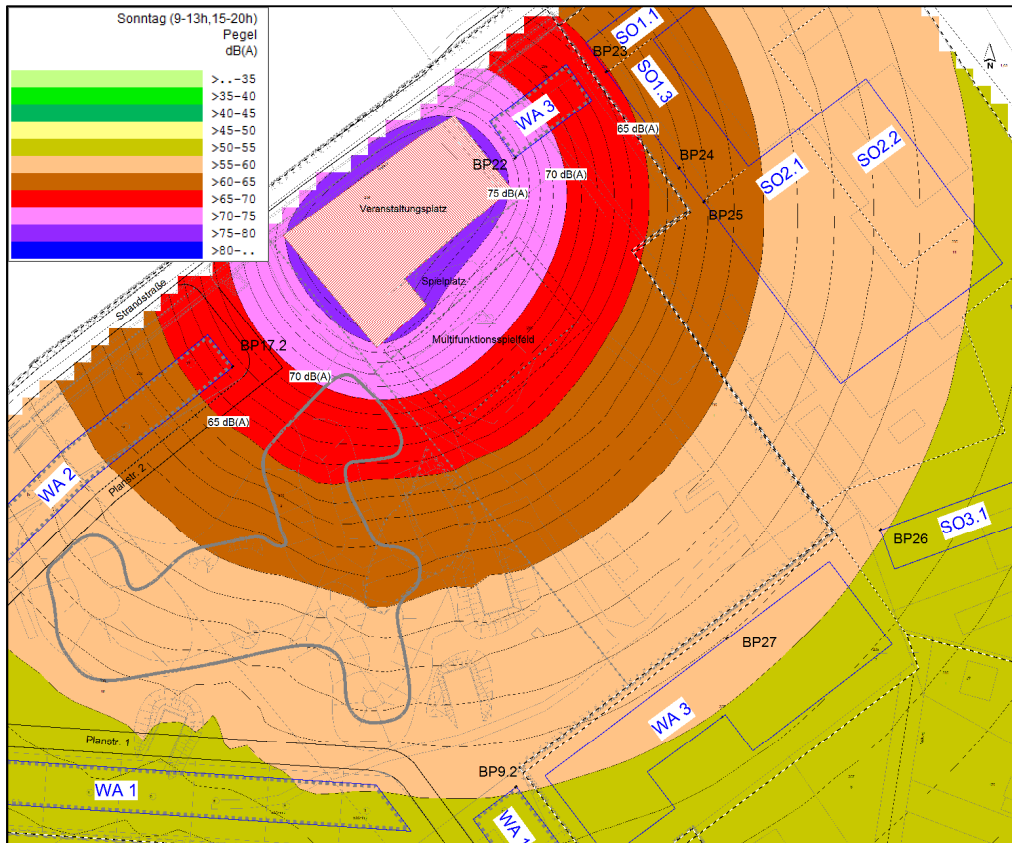 Sonntag (9-13h,15-20h)
Pegel
dB(A)
>..-35
>35-40
>40-45
>45-50
>50-55
>55-60
>60-65
>65-70
>70-75
>75-80
>80-..
SO1.1
BP23
SO1.3
N
WA 3
65 dB(A)
BP24
SO2.2
BP22
70 dB(A)
SO2.1
75 dB(A)
BP25
Veranstaltungsplatz
Spielplatz
Strandstraße
Multifunktionsspielfeld
BP17.2
70 dB(A)
65 dB(A)
WA 2
Planstr. 2
SO3.1
BP26
BP27
WA 3
Planstr. 1
BP9.2
WA 1
WA 1